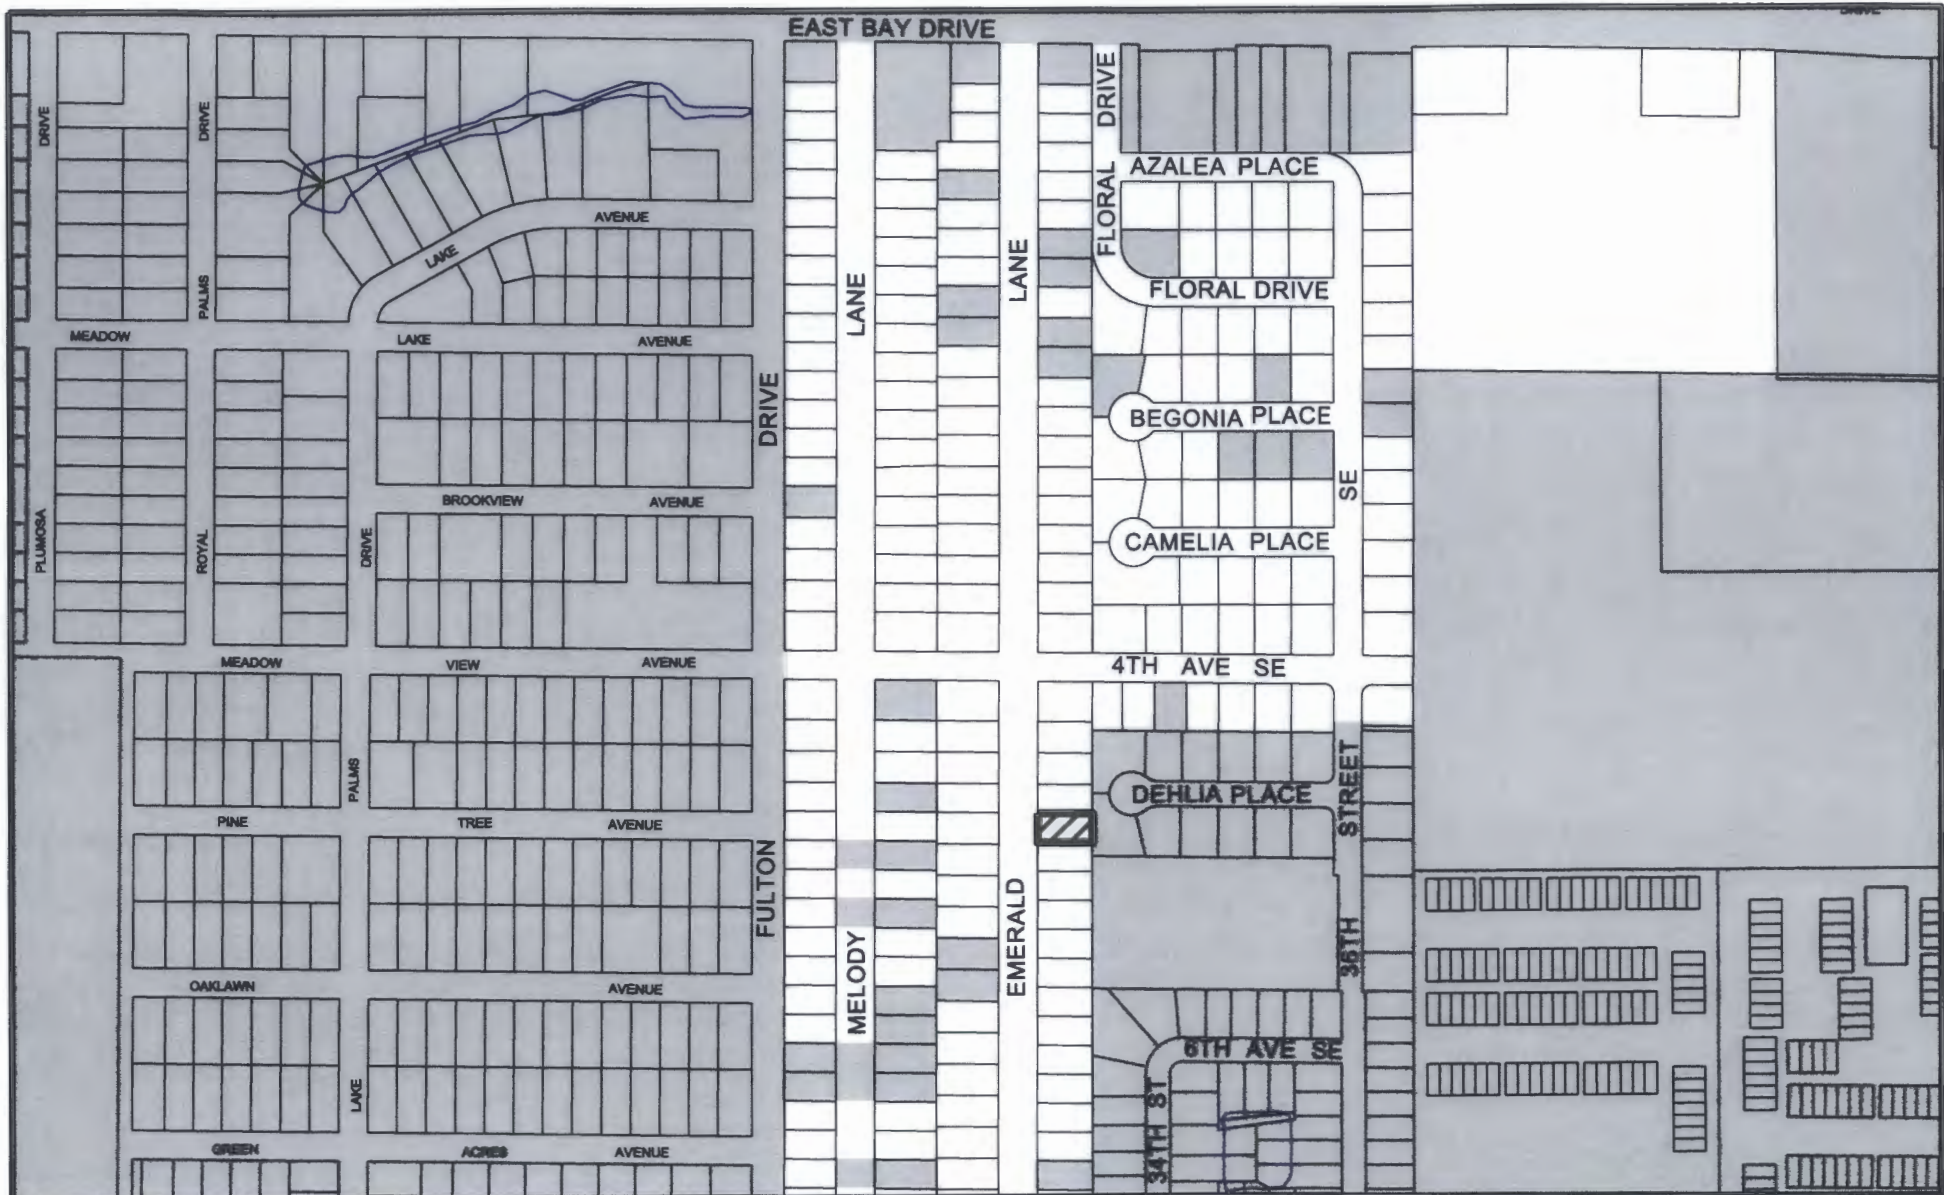 DRIVE
EAST BAY DRIVE
DRIVE
DRIVE
DRIVE
AZALEA PLACE
FLORAL
AVENUE
LAKE
LANE
LANE
PALMS
FLORAL DRIVE
MEADOW
LAKE
AVENUE
DRIVE
BEGONIA PLACE
SE
BROOKVIEW
AVENUE
PLUMOSA
ROYAL
DRIVE
CAMELIA PLACE
MEADOW
VIEW
AVENUE
4TH AVE SE
PALMS
DEHLIA PLACE
STREET
PINE
TREE
AVENUE
FULTON
EMERALD
36TH
MELODY
OAKLAWN
AVENUE
6TH AVE SE
LAKE
34TH ST
GREEN
ACRES
AVENUE